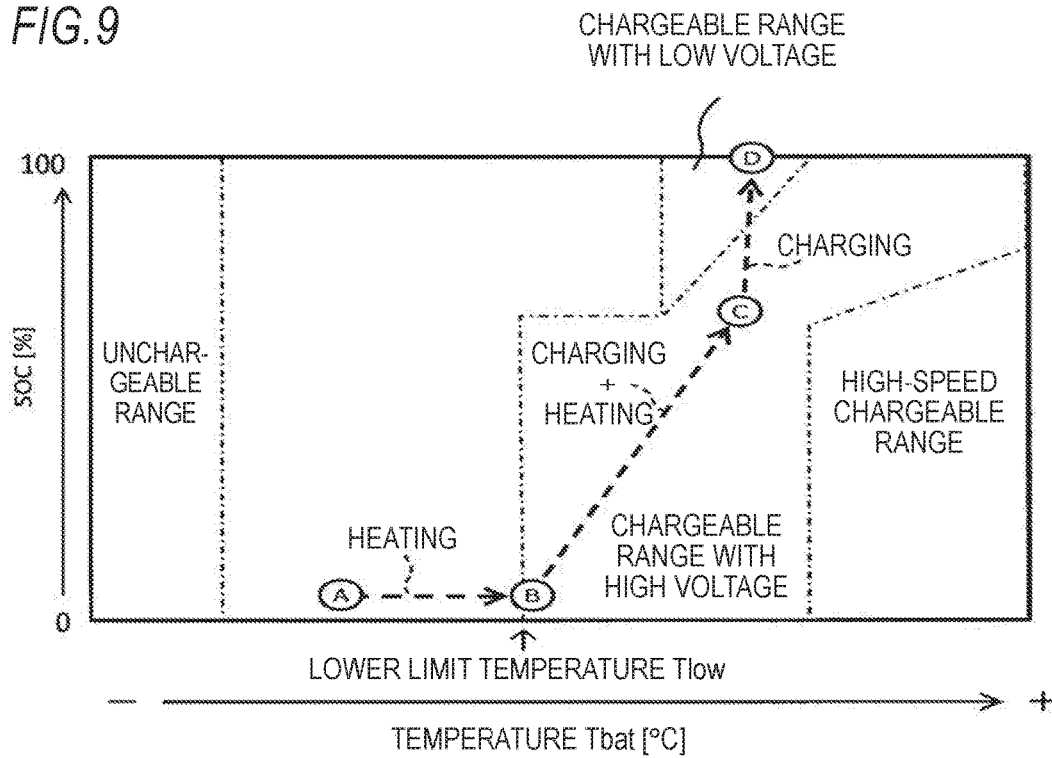 FIG.9
CHARGEABLE RANGE
WITH LOW VOLTAGE
100
D
CHARGING
C
SOC [%]
UNCHAR-
GEABLE
RANGE
CHARGING
+
HEATING
HIGH-SPEED
CHARGEABLE
RANGE
HEATING
CHARGEABLE
RANGE WITH
HIGH VOLTAGE
A
B
0
LOWER LIMIT TEMPERATURE Tlow
− +
TEMPERATURE Tbat [°C]